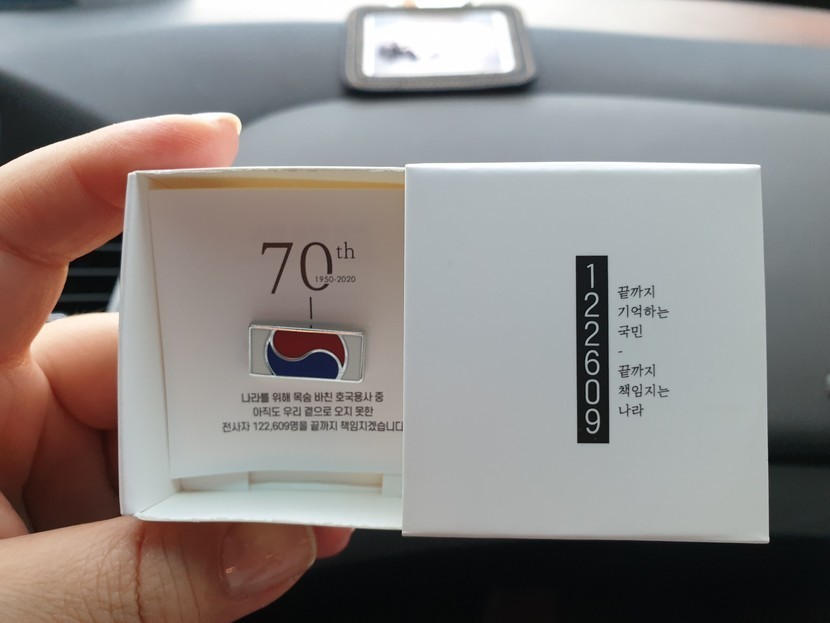 70th
1950-2020
나라를 위해 목숨 바친 호국용사 중
아직도 우리 곁으로 오지 못한
전사자 122,609명을 끝까지 책임지겠습니다
122609
끝까지
기억하는
국민
-
끝까지
책임지는
나라